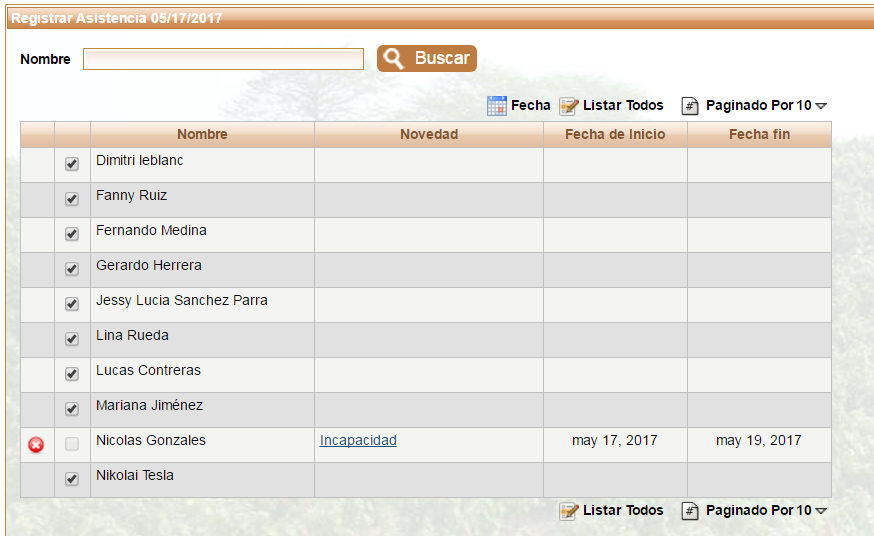 Registrar Asistencia 05/17/2017
Nombre Buscar
Fecha Listar Todos Paginado Por 10
Nombre Novedad Fecha de Inicio Fecha fin
Dimitri leblanc
Fanny Ruiz
Fernando Medina
Gerardo Herrera
Jessy Lucia Sanchez Parra
Lina Rueda
Lucas Contreras
Mariana Jiménez
Nicolas Gonzales Incapacidad may 17, 2017 may 19, 2017
Nikolai Tesla
Listar Todos Paginado Por 10